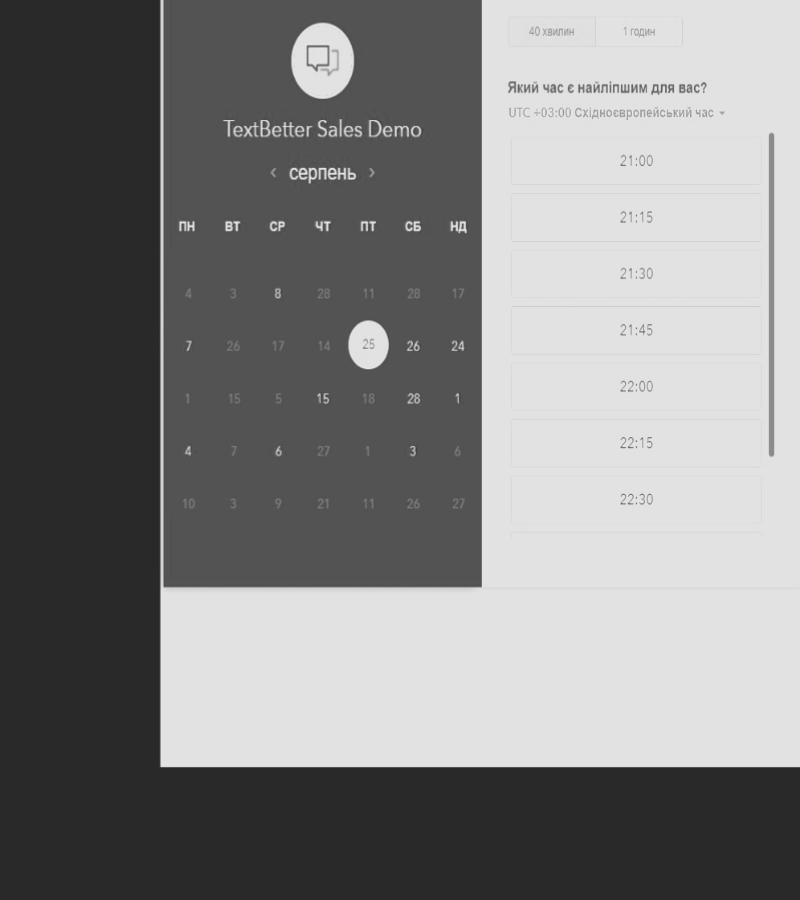 TextBetter Sales Demo
‹ серпень ›
ПН ВТ СР ЧТ ПТ СБ НД
4 3 8 28 11 28 17
7 26 17 14 25 26 24
1 15 5 15 18 28 1
4 7 6 27 1 3 6
10 3 9 21 11 26 27
40 хвилин 1 годин
Який час є найліпшим для вас?
UTC +03:00 Східноєвропейський час
21:00
21:15
21:30
21:45
22:00
22:15
22:30